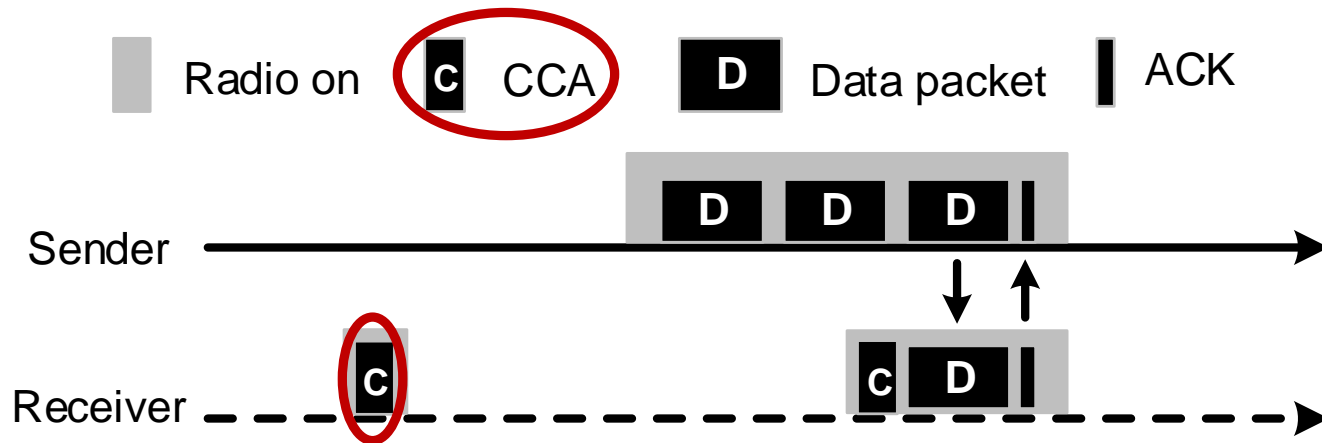 Radio on C CCA D Data packet ACK
D D D
Sender
C C D
Receiver